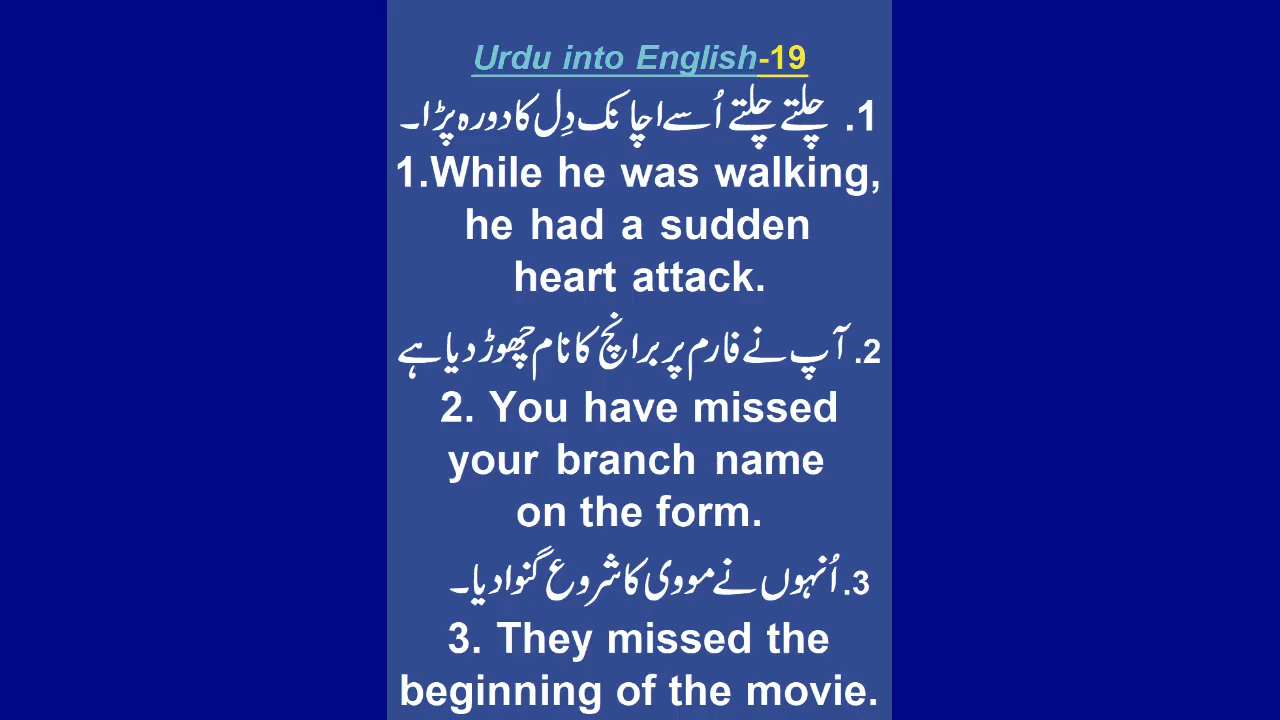 Urdu into English-19
1. چلتے چلتے اُسے اچانک دِل کا دورہ پڑا۔
1.While he was walking,
he had a sudden
heart attack.
2. آپ نے فارم پر برانچ کا نام چھوڑ دیا ہے
2. You have missed
your branch name
on the form.
3. اُنہوں نے مووی کا شروع گنوا دیا۔
3. They missed the
beginning of the movie.